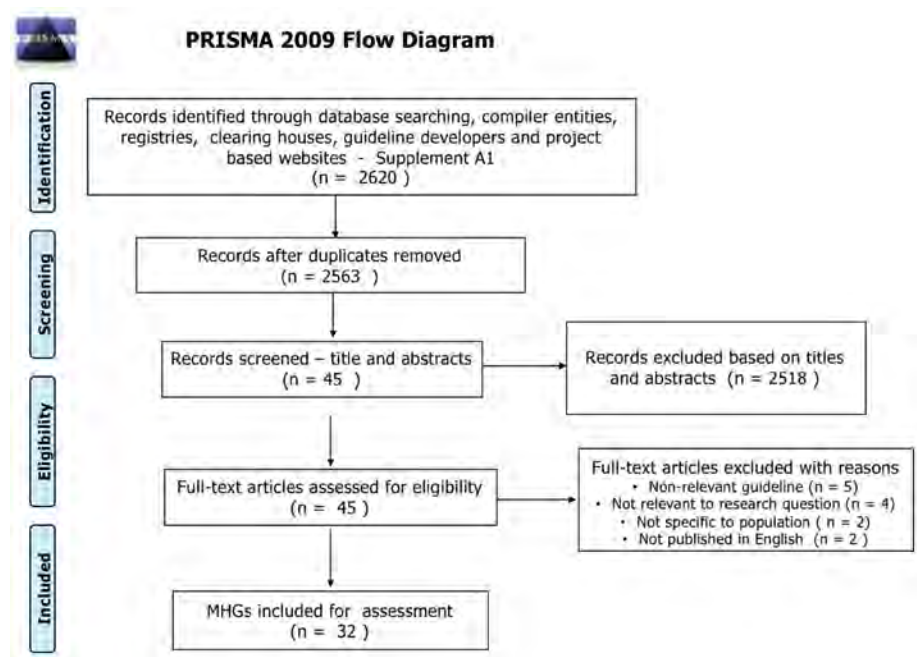 PRISMA 2009 Flow Diagram
Identification
Records identified through database searching, compiler entities,
registries, clearing houses, guideline developers and project
based websites - Supplement A1
(n = 2620 )
Screening
Records after duplicates removed
(n = 2563 )
Records screened – title and abstracts
(n = 45 )
Records excluded based on titles
and abstracts (n = 2518 )
Eligibility
Full-text articles assessed for eligibility
(n = 45 )
Full-text articles excluded with reasons
• Non-relevant guideline (n = 5)
• Not relevant to research question (n = 4)
• Not specific to population ( n = 2)
• Not published in English (n = 2 )
Included
MHGs included for assessment
(n = 32 )